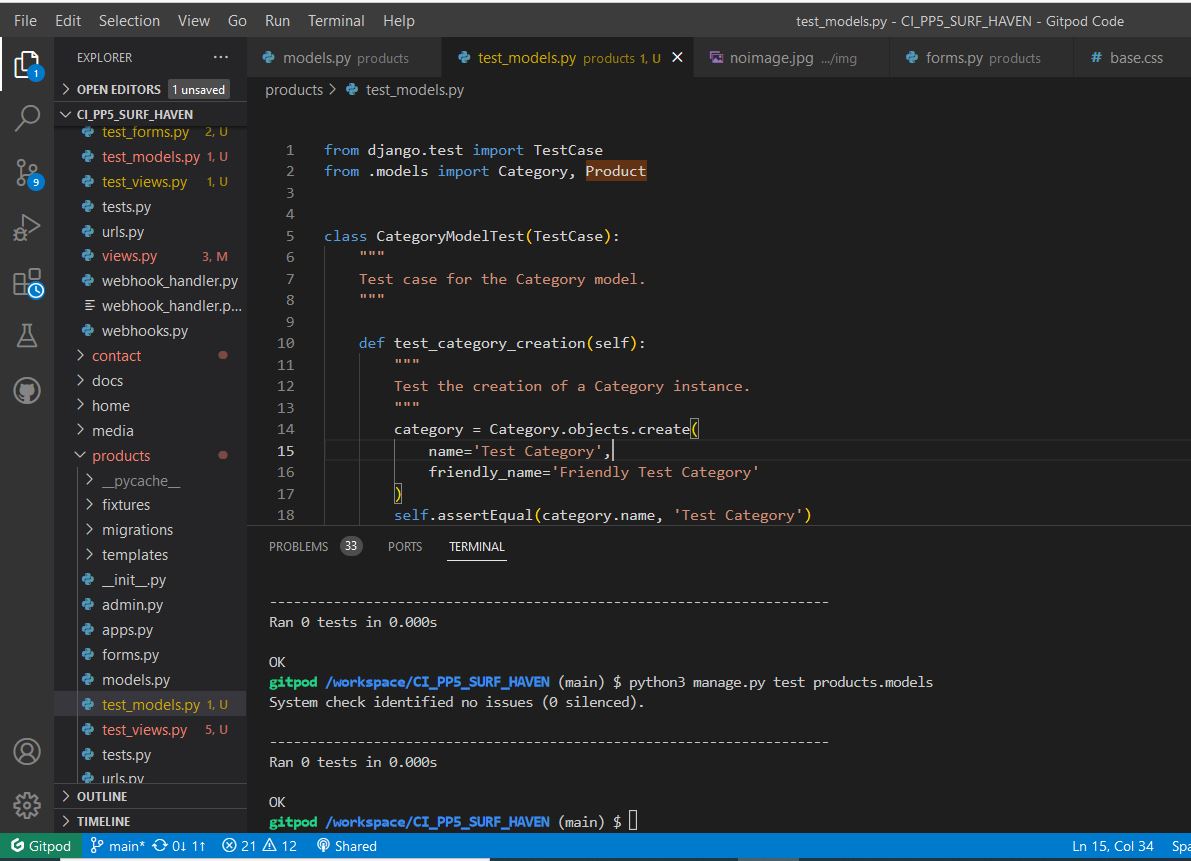 File Edit Selection View Go Run Terminal Help
test_models.py - CI_PP5_SURF_HAVEN - Gitpod Code
EXPLORER ···
OPEN EDITORS 1 unsaved
CI_PP5_SURF_HAVEN
test_forms.py 2, U
test_models.py 1, U
test_views.py 1, U
tests.py
urls.py
views.py 3, M
webhook_handler.py
webhook_handler.p...
webhooks.py
contact
docs
home
media
products
__pycache__
fixtures
migrations
templates
__init__.py
admin.py
apps.py
forms.py
models.py
test_models.py 1, U
test_views.py 5, U
tests.py
urls.py
OUTLINE
TIMELINE
1
9
models.py products
test_models.py products 1, U
noimage.jpg .../img
forms.py products
# base.css
products > test_models.py
1 from django.test import TestCase
2 from .models import Category, Product
3
4
5 class CategoryModelTest(TestCase):
6 """
7 Test case for the Category model.
8 """
9
10 def test_category_creation(self):
11 """
12 Test the creation of a Category instance.
13 """
14 category = Category.objects.create(
15 name='Test Category',
16 friendly_name='Friendly Test Category'
17 )
18 self.assertEqual(category.name, 'Test Category')
PROBLEMS 33 PORTS TERMINAL
----------------------------------------------------------------------
Ran 0 tests in 0.000s
OK
gitpod /workspace/CI_PP5_SURF_HAVEN (main) $ python3 manage.py test products.models
System check identified no issues (0 silenced).
----------------------------------------------------------------------
Ran 0 tests in 0.000s
OK
gitpod /workspace/CI_PP5_SURF_HAVEN (main) $
Gitpod main* 0↓ 1↑ 21 12 Shared
Ln 15, Col 34 Spa